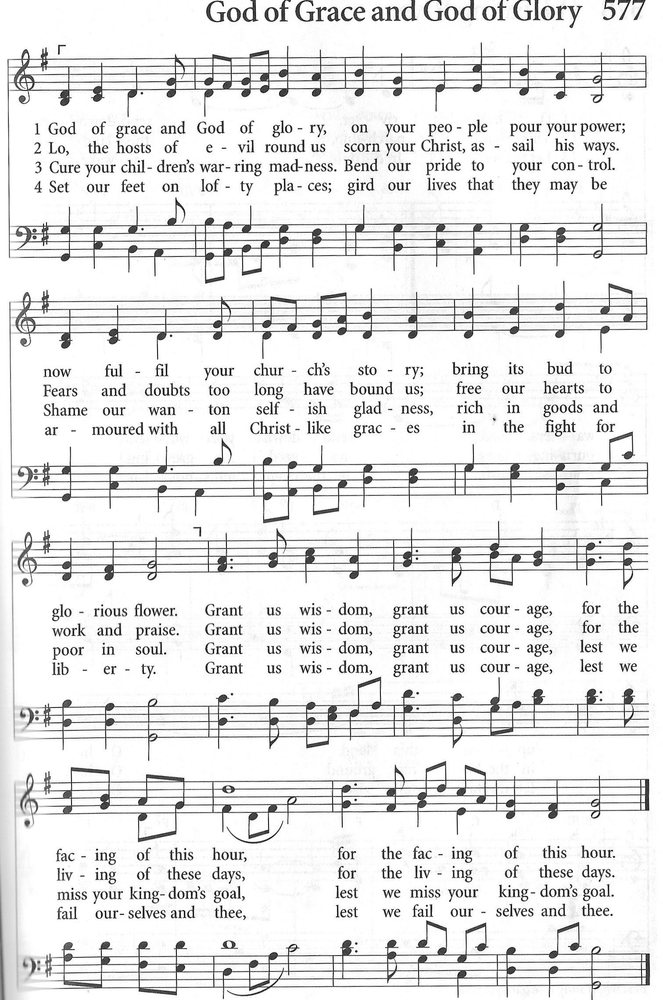 God of Grace and God of Glory 577
1 God of grace and God of glo - ry, on your peo - ple pour your power;
2 Lo, the hosts of e - vil round us scorn your Christ, as - sail his ways.
3 Cure your chil - dren's war - ring mad - ness. Bend our pride to your con - trol.
4 Set our feet on lof - ty pla - ces; gird our lives that they may be
now ful - fil your chur - ch's sto - ry; bring its bud to
Fears and doubts too long have bound us; free our hearts to
Shame our wan - ton self - ish glad - ness, rich in goods and
ar - moured with all Christ - like grac - es in the fight for
glo - rious flower. Grant us wis - dom, grant us cour - age, for the
work and praise. Grant us wis - dom, grant us cour - age, for the
poor in soul. Grant us wis - dom, grant us cour - age, lest we
lib - er - ty. Grant us wis - dom, grant us cour - age, lest we
fac - ing of this hour, for the fac - ing of this hour.
liv - ing of these days, for the liv - ing of these days.
miss your king - dom's goal, lest we miss your king - dom's goal.
fail our - selves and thee, lest we fail our - selves and thee.